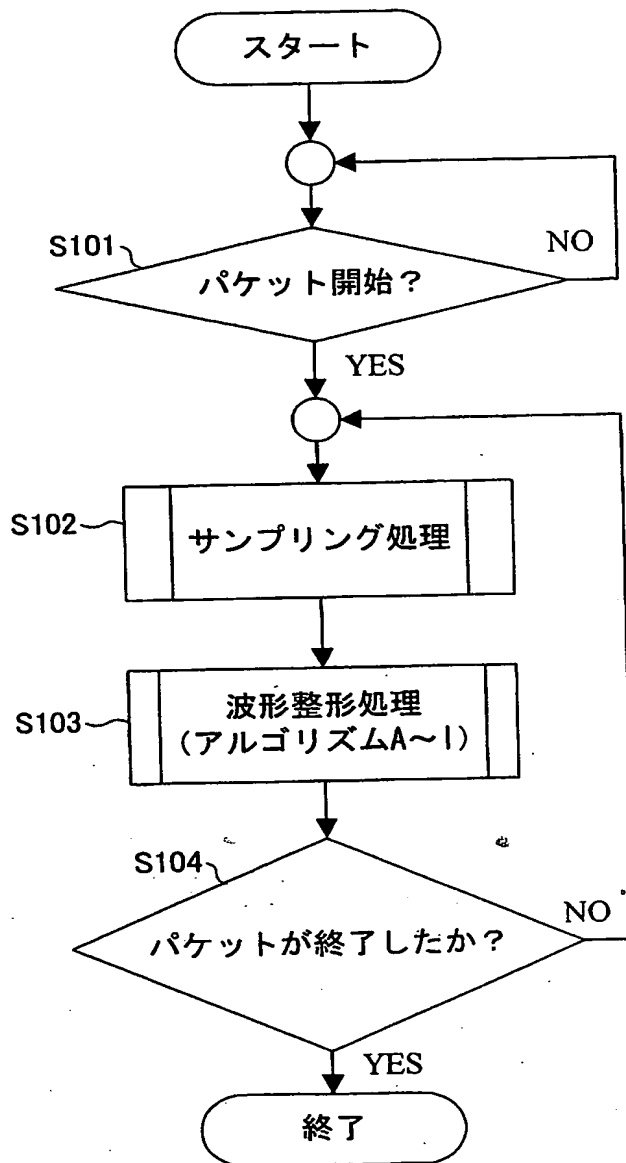 スタート
S101
パケット開始?
NO
YES
S102
サンプリング処理
S103
波形整形処理
(アルゴリズムA〜I)
S104
パケットが終了したか?
NO
YES
終了